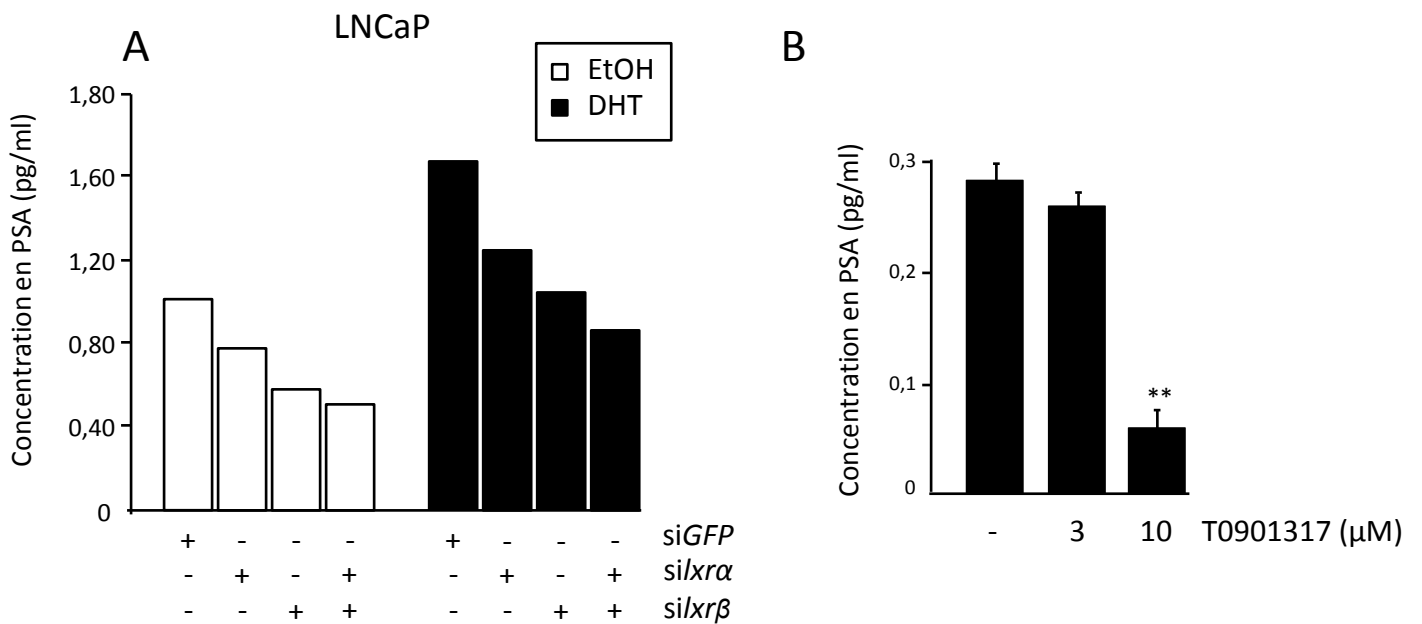 A
LNCaP
EtOH
DHT
Concentration en PSA (pg/ml)
1,80
1,60
1,20
0,80
0,40
0
+ - - - + - - - siGFP
- + - + - + - + silxrα
- - + + - - + + silxrβ
B
Concentration en PSA (pg/ml)
0,3
0,2
0,1
0
**
- 3 10 T0901317 (μM)